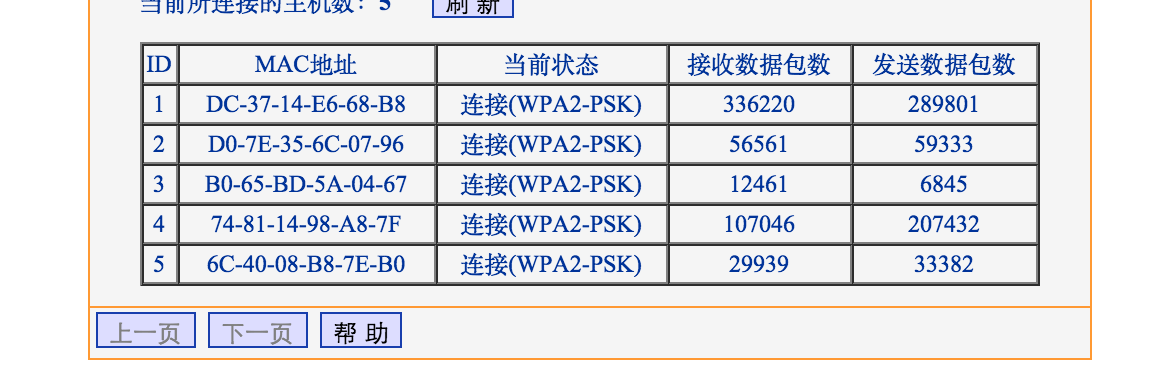 当前所连接的主机数： 5 刷 新
ID MAC地址 当前状态 接收数据包数 发送数据包数
1 DC-37-14-E6-68-B8 连接(WPA2-PSK) 336220 289801
2 D0-7E-35-6C-07-96 连接(WPA2-PSK) 56561 59333
3 B0-65-BD-5A-04-67 连接(WPA2-PSK) 12461 6845
4 74-81-14-98-A8-7F 连接(WPA2-PSK) 107046 207432
5 6C-40-08-B8-7E-B0 连接(WPA2-PSK) 29939 33382
上一页 下一页 帮 助